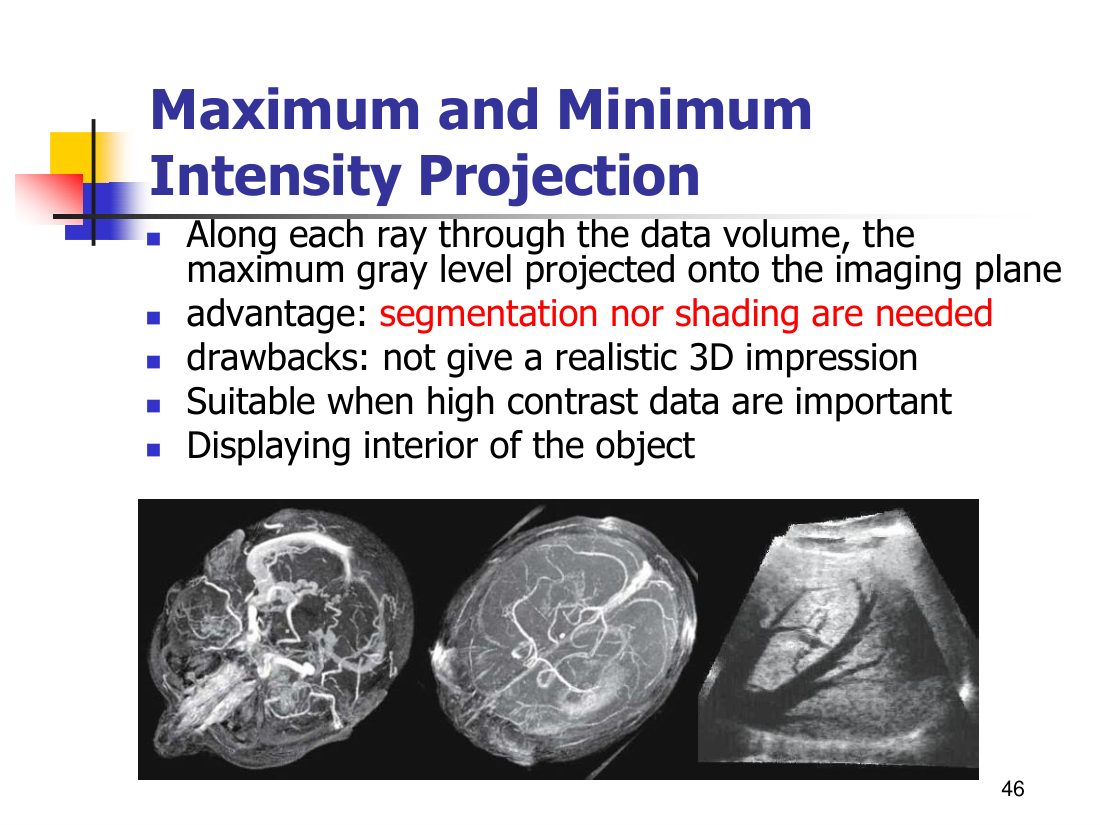 Maximum and Minimum
Intensity Projection
Along each ray through the data volume, the
maximum gray level projected onto the imaging plane
advantage: segmentation nor shading are needed
drawbacks: not give a realistic 3D impression
Suitable when high contrast data are important
Displaying interior of the object
46